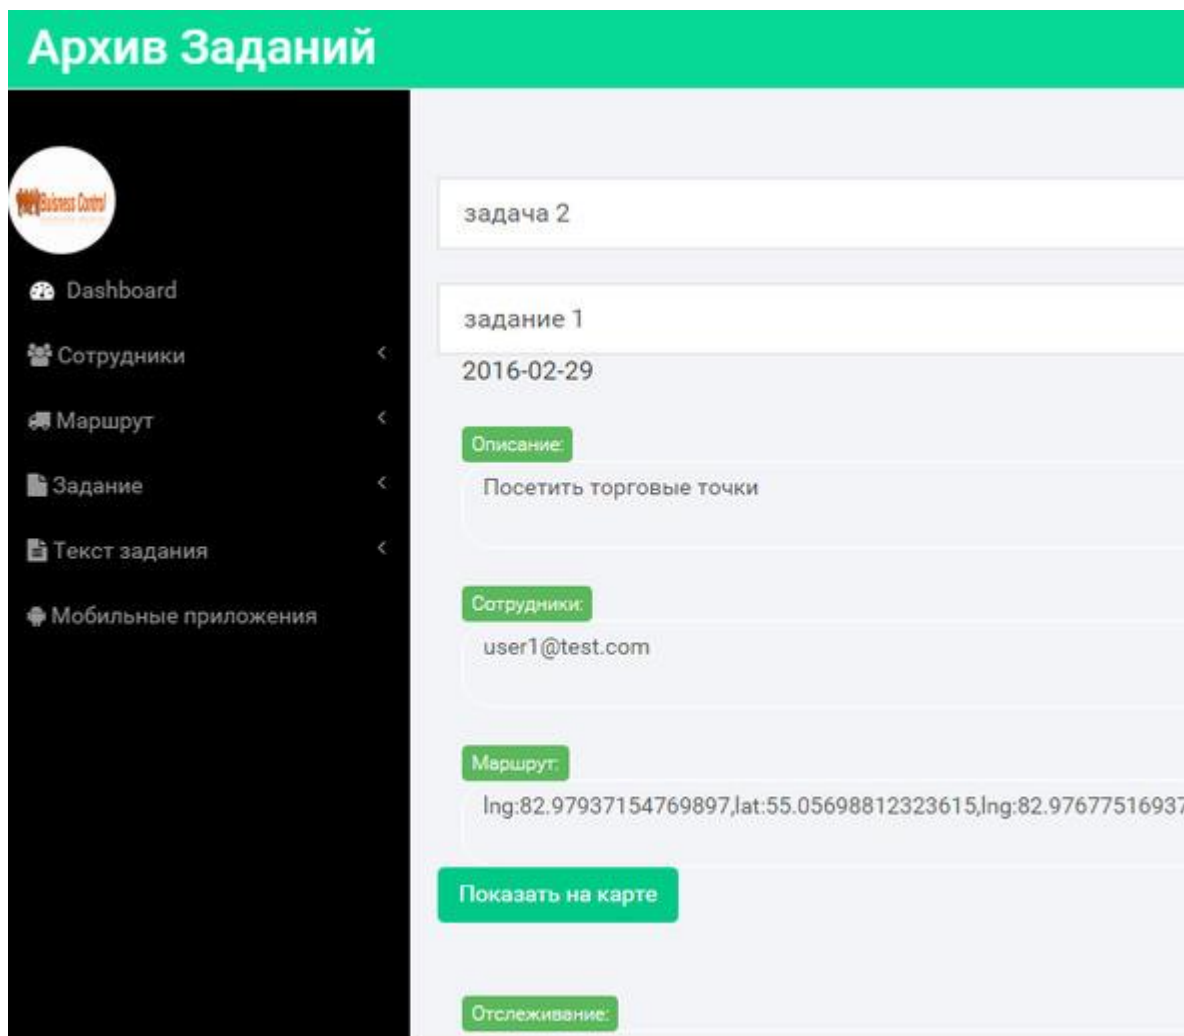 Архив Заданий
Buisness Control
Dashboard
Сотрудники
Маршрут
Задание
Текст задания
Мобильные приложения
задача 2
задание 1
2016-02-29
Описание:
Посетить торговые точки
Сотрудники:
user1@test.com
Маршрут:
lng:82.97937154769897,lat:55.05698812323615,lng:82.97677516937
Показать на карте
Отслеживание: